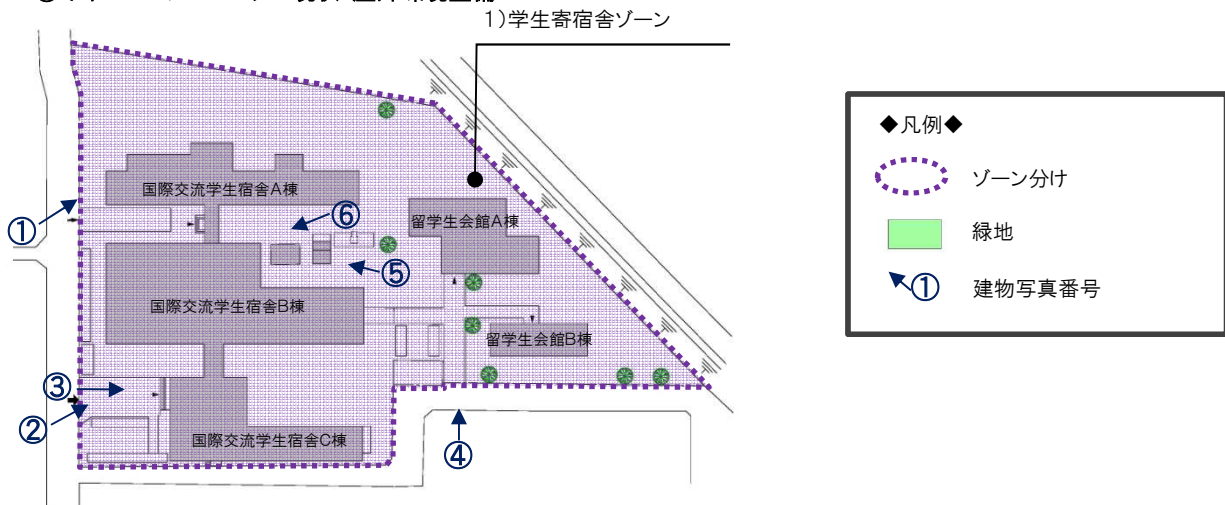 1)学生寄宿舎ゾーン
◆凡例◆
ゾーン分け
緑地
①
建物写真番号
国際交流学生宿舎A棟
①
⑥
留学生会館A棟
⑤
国際交流学生宿舎B棟
留学生会館B棟
③
②
国際交流学生宿舎C棟
④